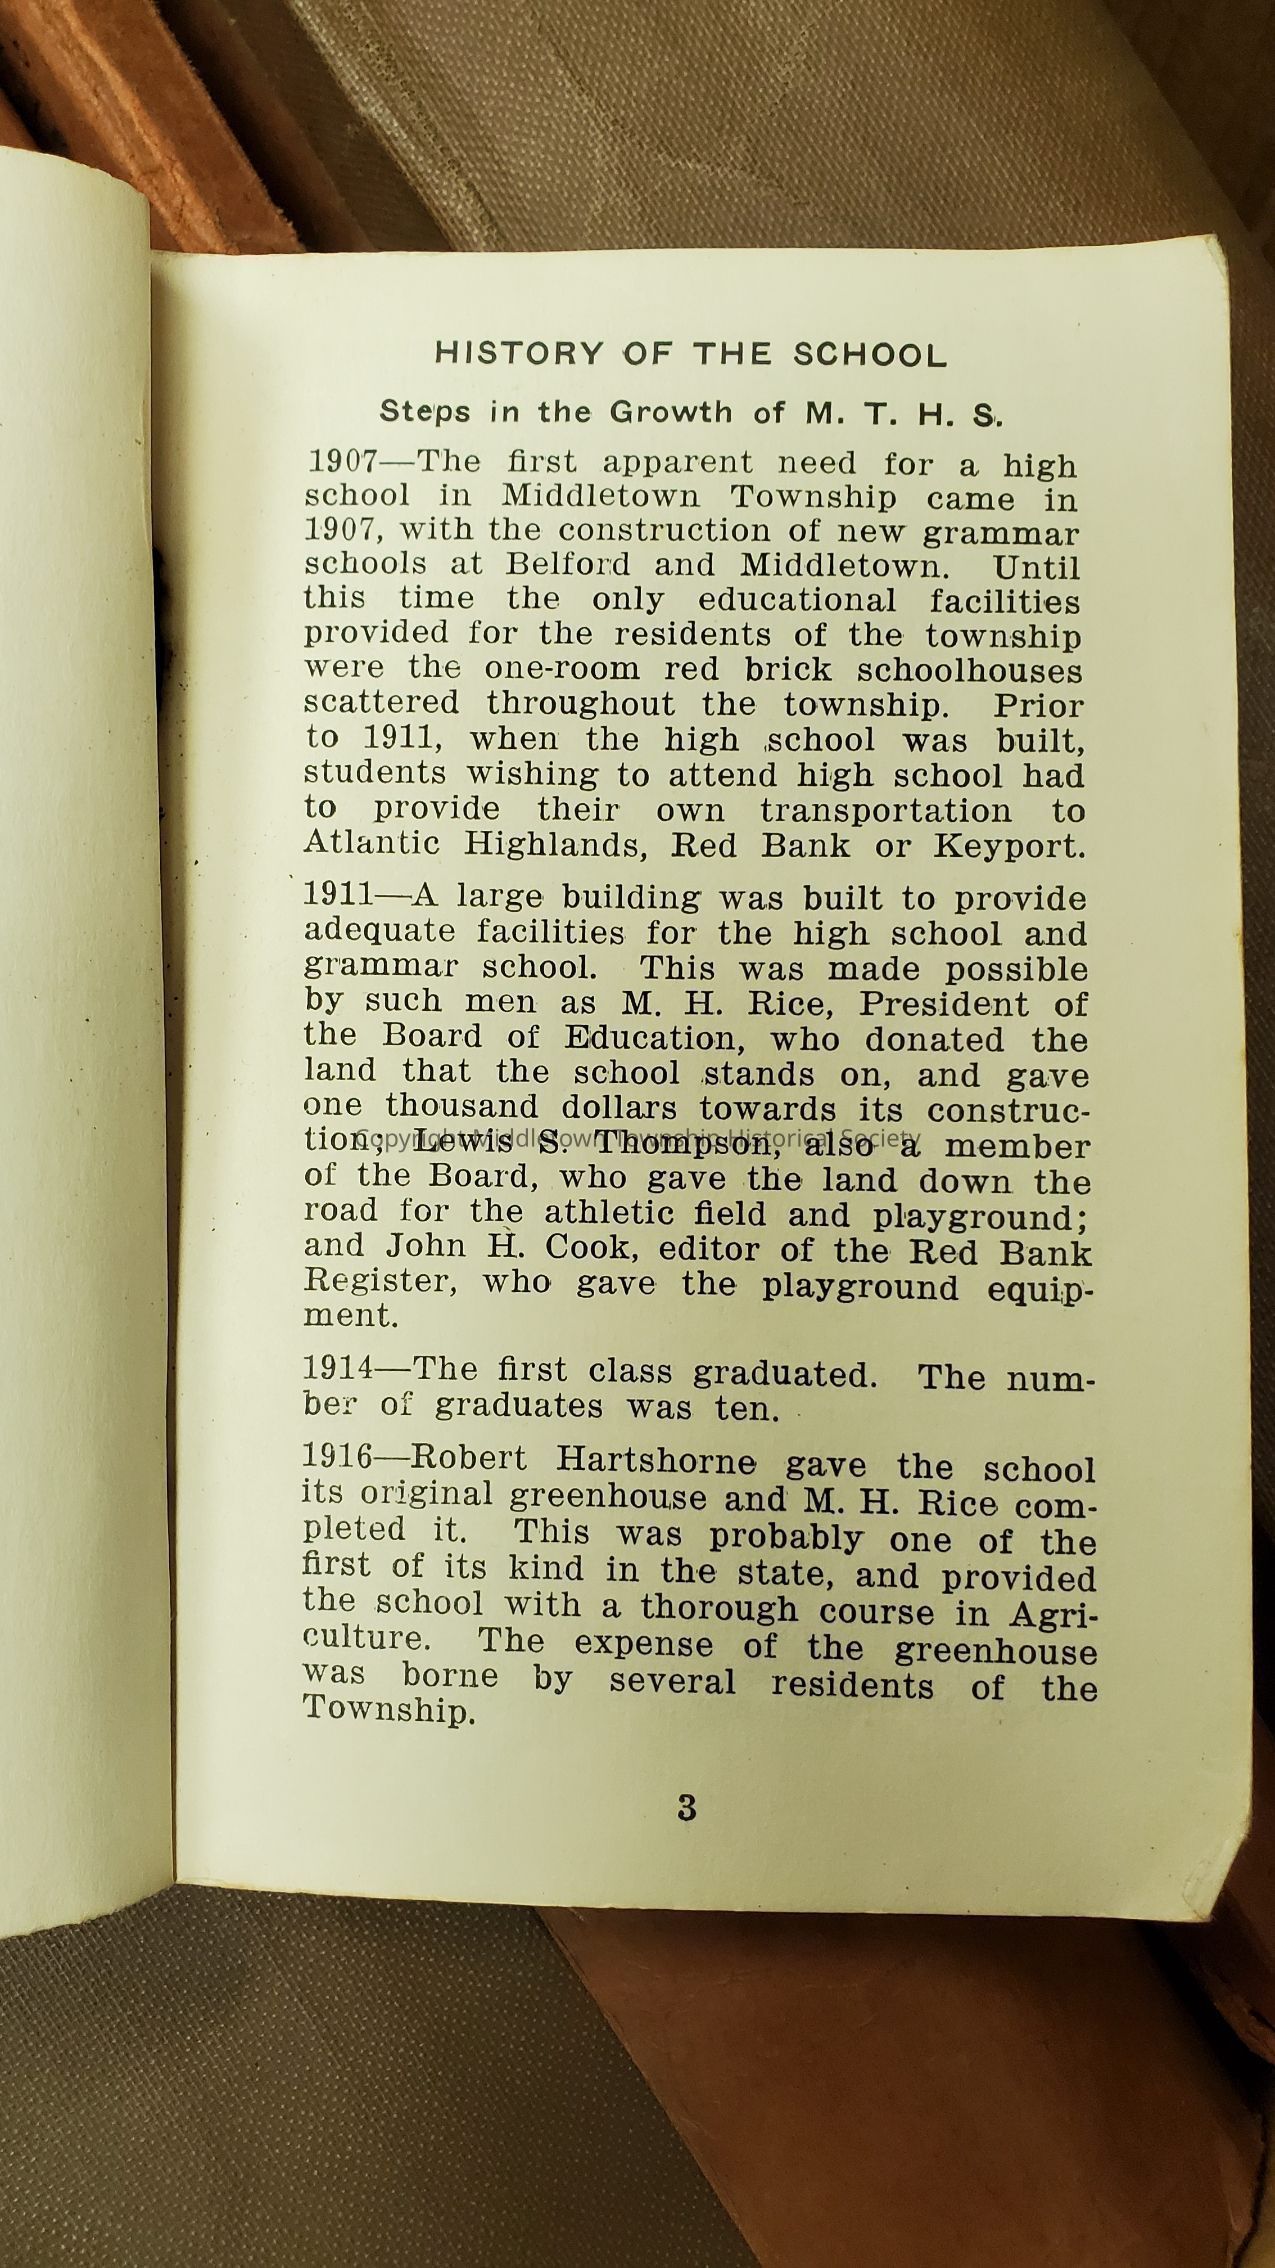 HISTORY OF THE SCHOOL
Steps in the Growth of M. T. H. S.
1907—The first apparent need for a high
school in Middletown Township came in
1907, with the construction of new grammar
schools at Belford and Middletown. Until
this time the only educational facilities
provided for the residents of the township
were the one-room red brick schoolhouses
scattered throughout the township. Prior
to 1911, when the high school was built,
students wishing to attend high school had
to provide their own transportation to
Atlantic Highlands, Red Bank or Keyport.
1911—A large building was built to provide
adequate facilities for the high school and
grammar school. This was made possible
by such men as M. H. Rice, President of
the Board of Education, who donated the
land that the school stands on, and gave
one thousand dollars towards its construc-
tion; Lewis S. Thompson, also a member
Copyright Middletown Township Historical Society
of the Board, who gave the land down the
road for the athletic field and playground;
and John H. Cook, editor of the Red Bank
Register, who gave the playground equip-
ment.
1914—The first class graduated. The num-
ber of graduates was ten.
1916—Robert Hartshorne gave the school
its original greenhouse and M. H. Rice com-
pleted it. This was probably one of the
first of its kind in the state, and provided
the school with a thorough course in Agri-
culture. The expense of the greenhouse
was borne by several residents of the
Township.
3